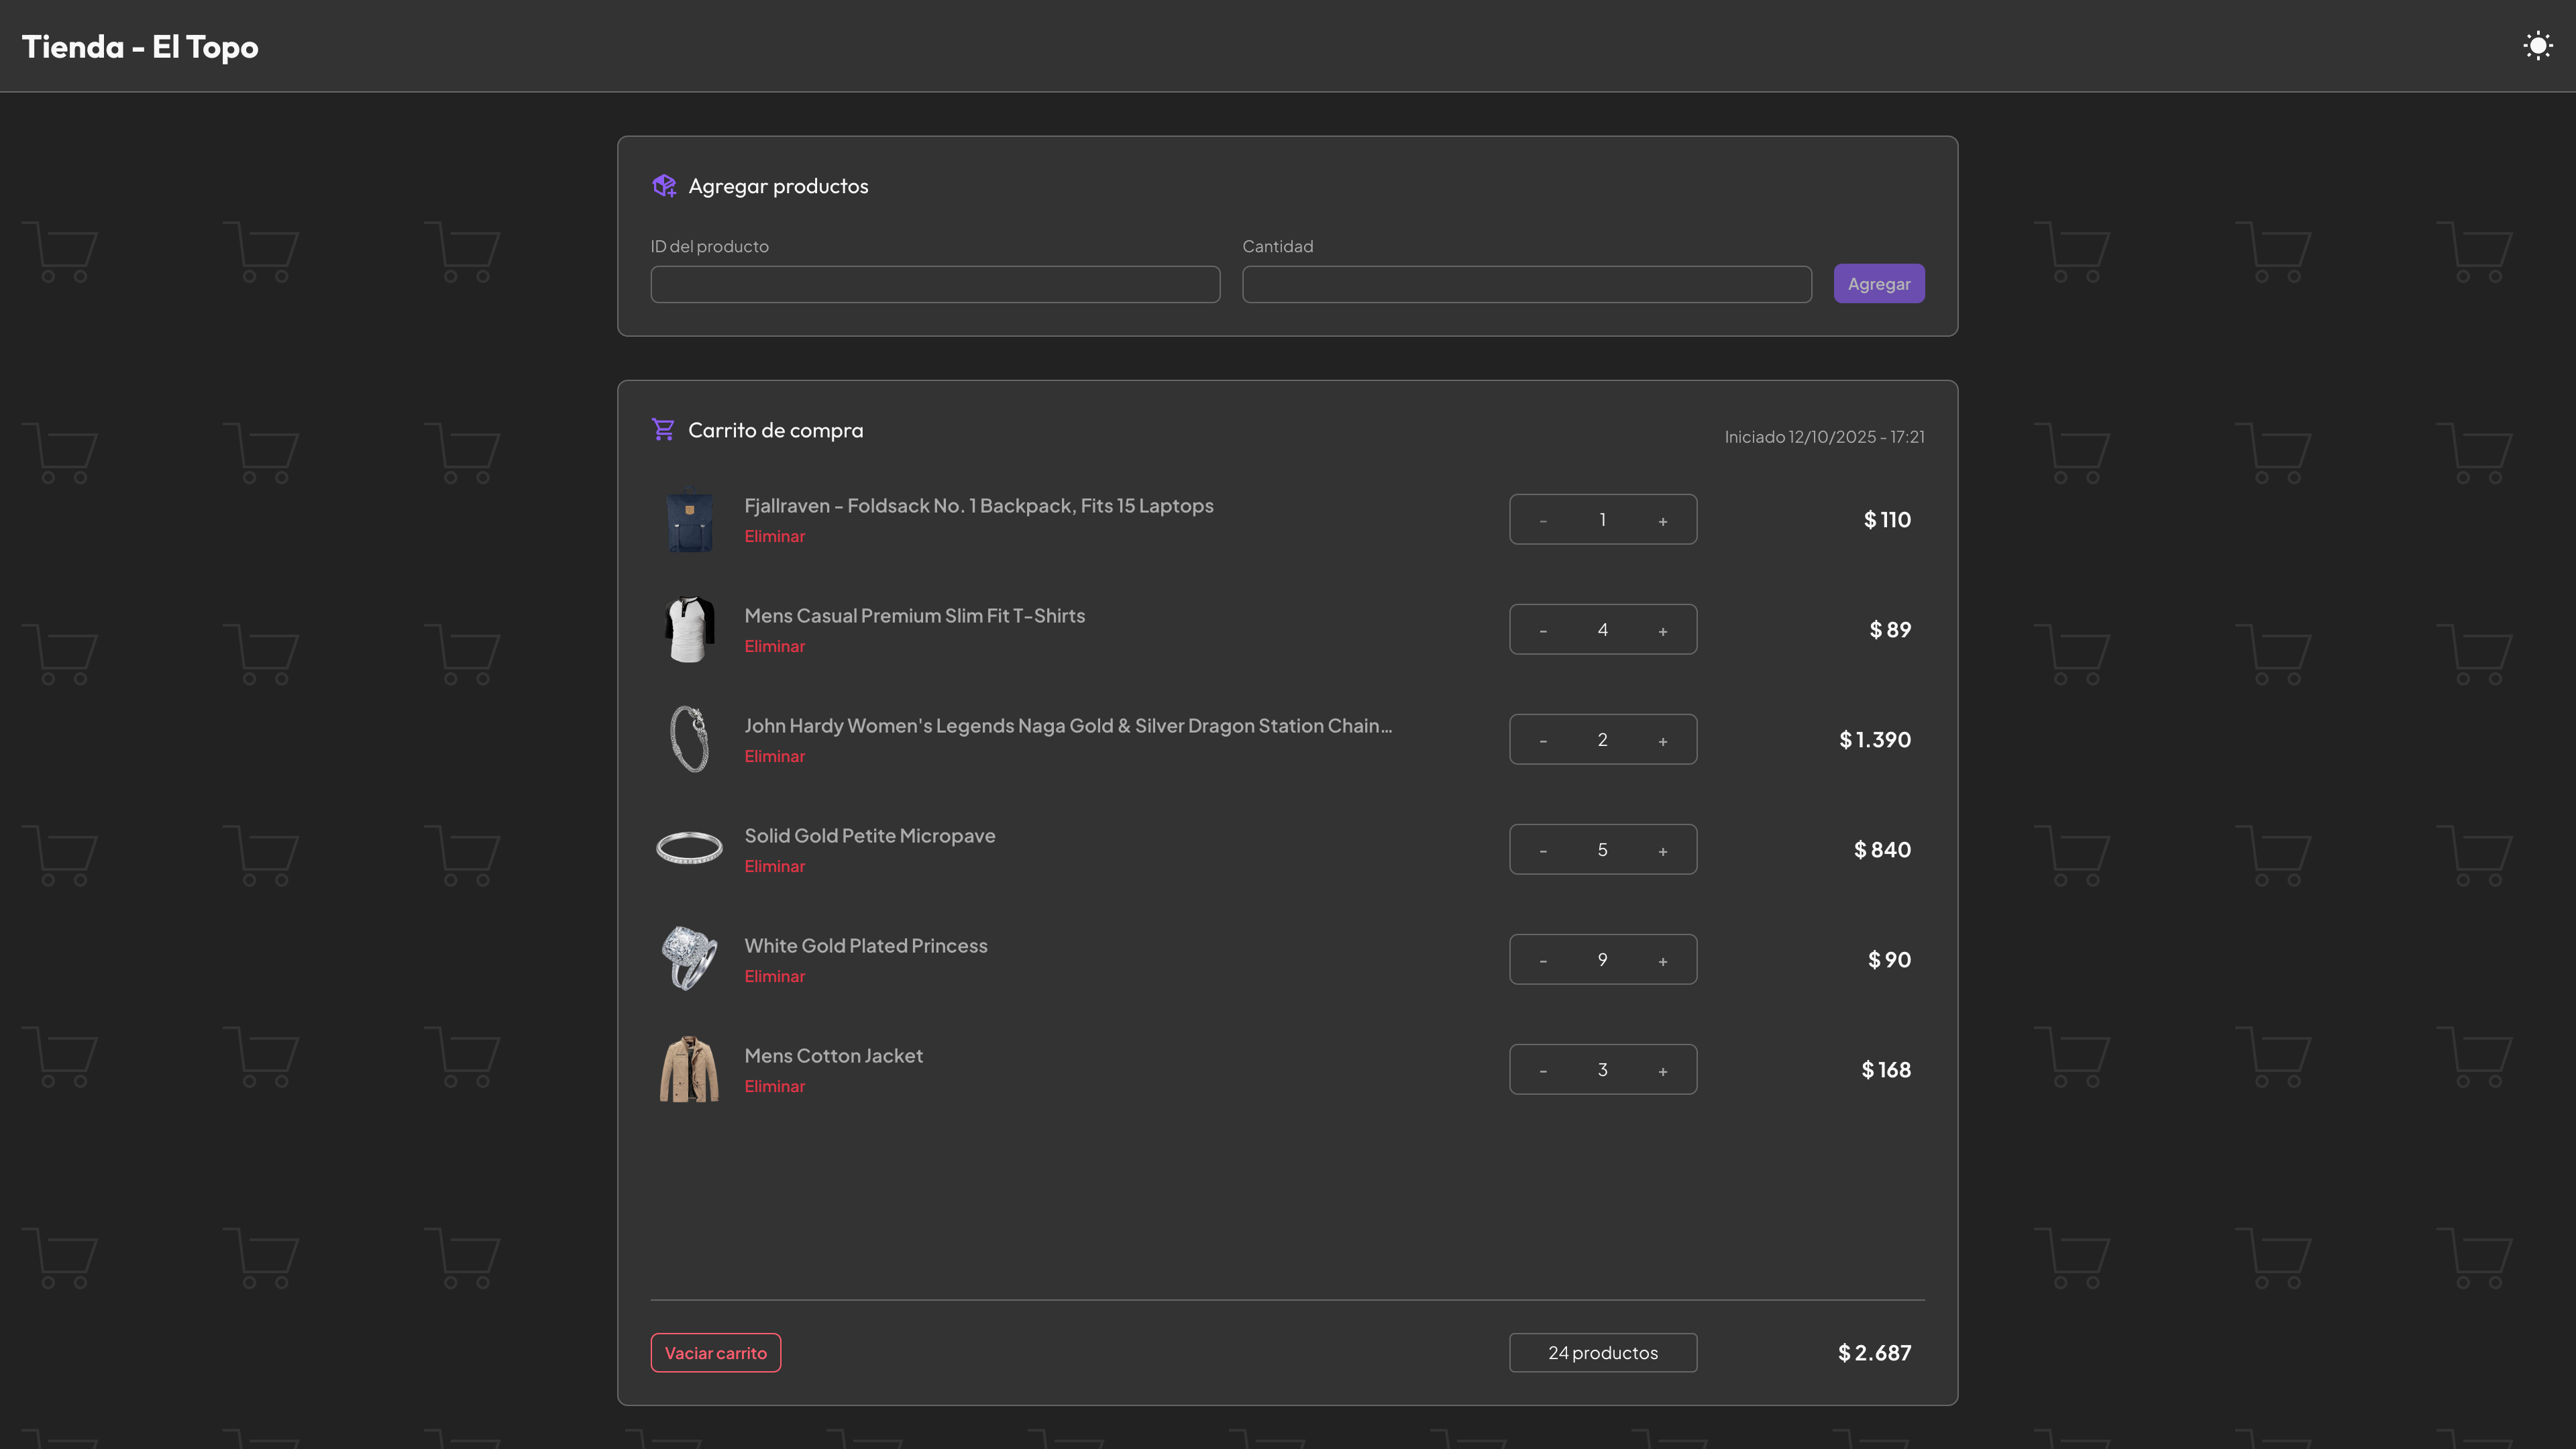 Tienda - El Topo
Agregar productos
ID del producto
Cantidad
Agregar
Carrito de compra
Iniciado 12/10/2025 - 17:21
Fjallraven - Foldsack No. 1 Backpack, Fits 15 Laptops
Eliminar
- 1 +
$ 110
Mens Casual Premium Slim Fit T-Shirts
Eliminar
- 4 +
$ 89
John Hardy Women's Legends Naga Gold & Silver Dragon Station Chain...
Eliminar
- 2 +
$ 1.390
Solid Gold Petite Micropave
Eliminar
- 5 +
$ 840
White Gold Plated Princess
Eliminar
- 9 +
$ 90
Mens Cotton Jacket
Eliminar
- 3 +
$ 168
Vaciar carrito
24 productos
$ 2.687